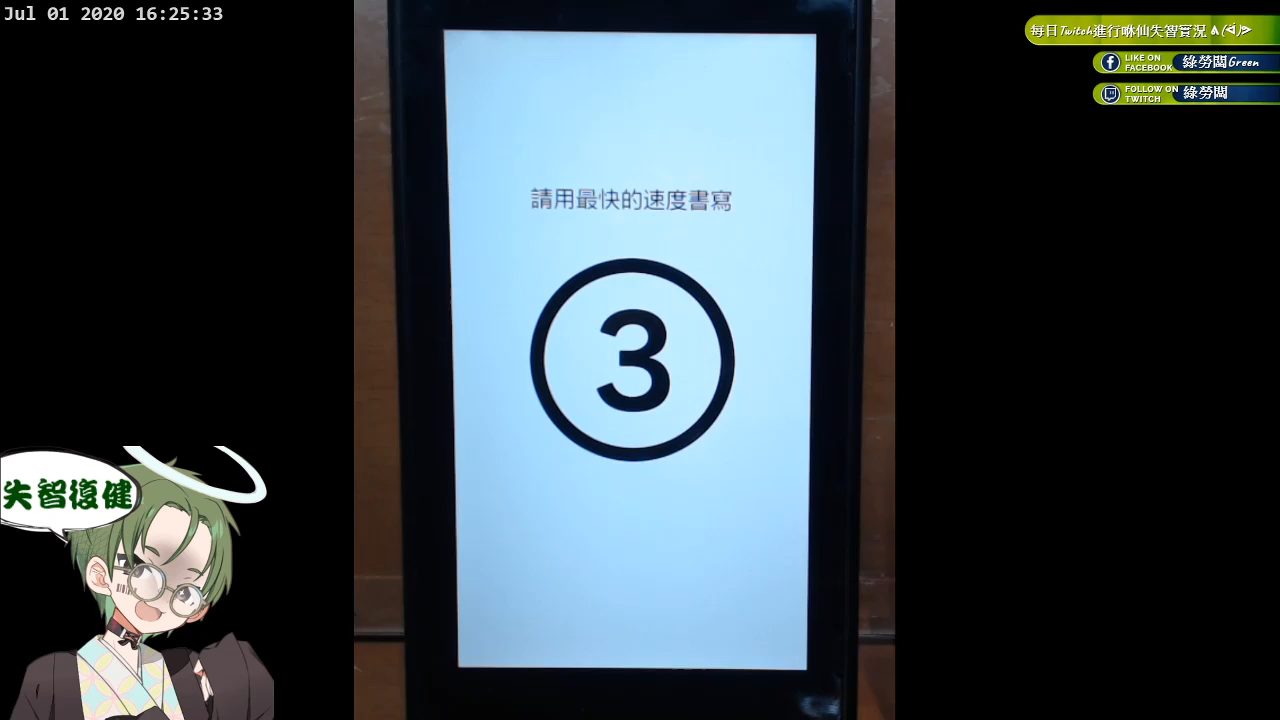 Jul 01 2020 16:25:33
每日Twitch進行咻仙失智實況
LIKE ON
FACEBOOK
綠勞闆Green
FOLLOW ON
TWITCH
綠勞闆
請用最快的速度書寫
3
失智復健